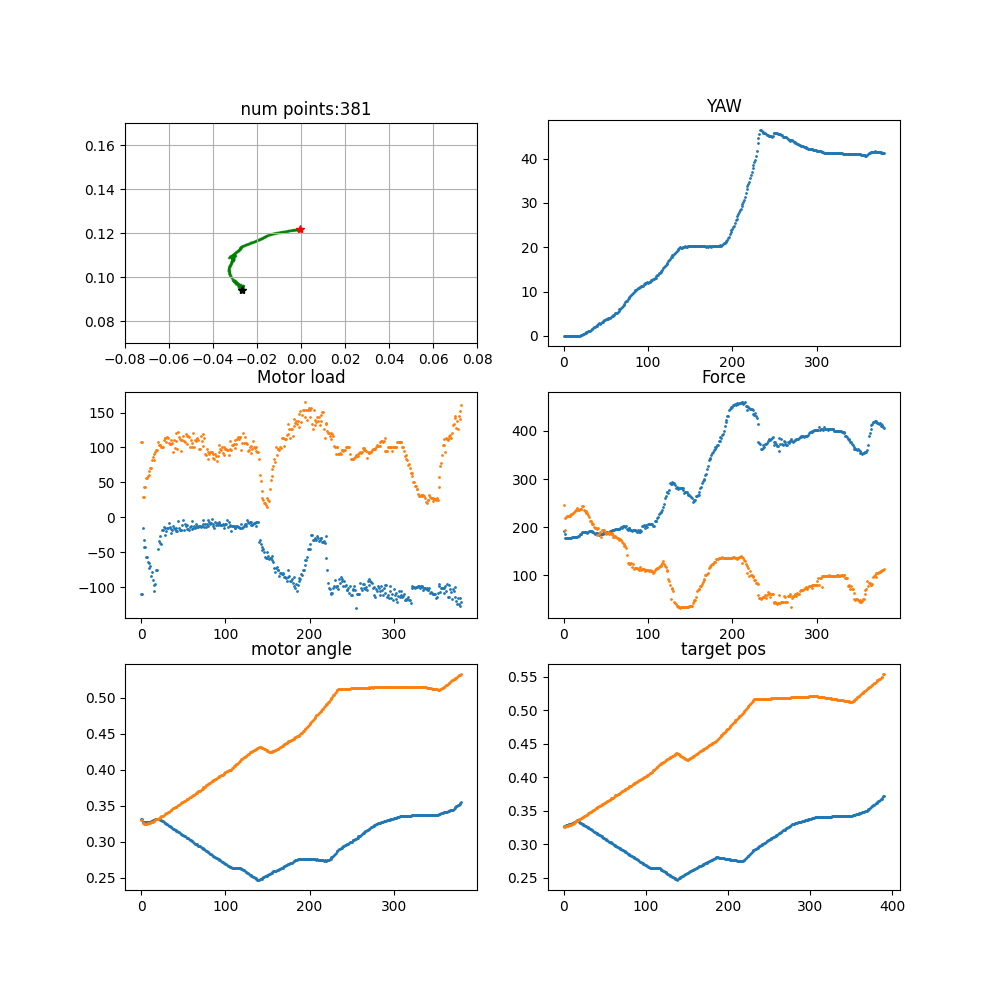 num points:381
0.16
0.14
0.12
0.10
0.08
−0.08 −0.06 −0.04 −0.02 0.00 0.02 0.04 0.06 0.08
YAW
40
30
20
10
0
0 100 200 300
Motor load
150
100
50
0
−50
−100
0 100 200 300
Force
400
300
200
100
0 100 200 300
motor angle
0.50
0.45
0.40
0.35
0.30
0.25
0 100 200 300
target pos
0.55
0.50
0.45
0.40
0.35
0.30
0.25
0 100 200 300 400